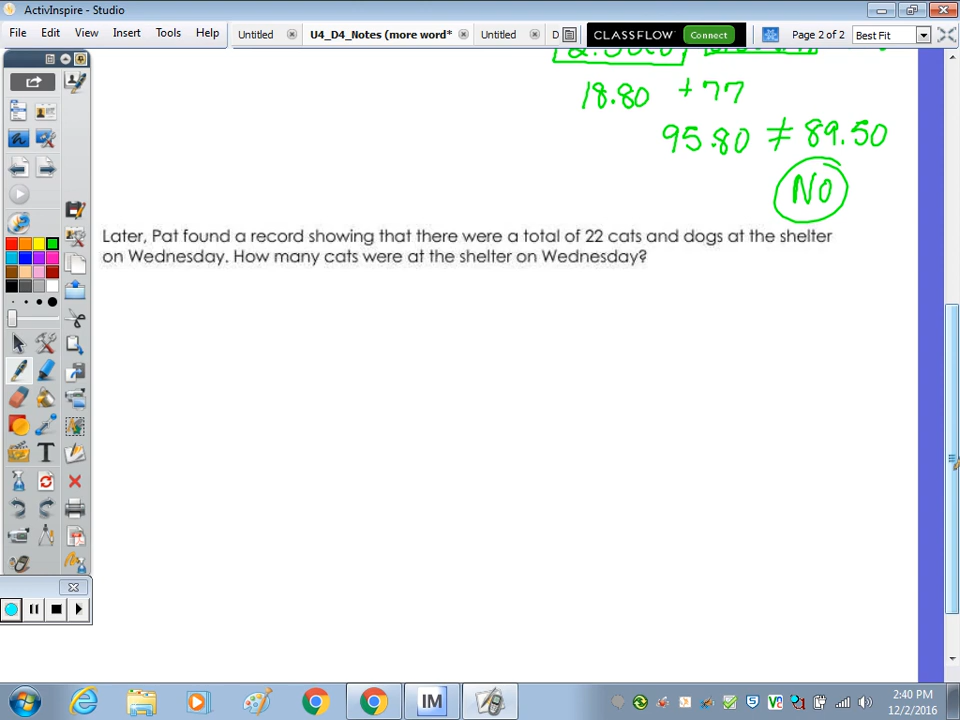 ActivInspire - Studio
File Edit View Insert Tools Help Untitled U4_D4_Notes (more word* Untitled D CLASSFLOW Connect Page 2 of 2 Best Fit
18.80 + 77
95.80 ≠ 89.50
NO
Later, Pat found a record showing that there were a total of 22 cats and dogs at the shelter
on Wednesday. How many cats were at the shelter on Wednesday?
IM
2:40 PM
12/2/2016